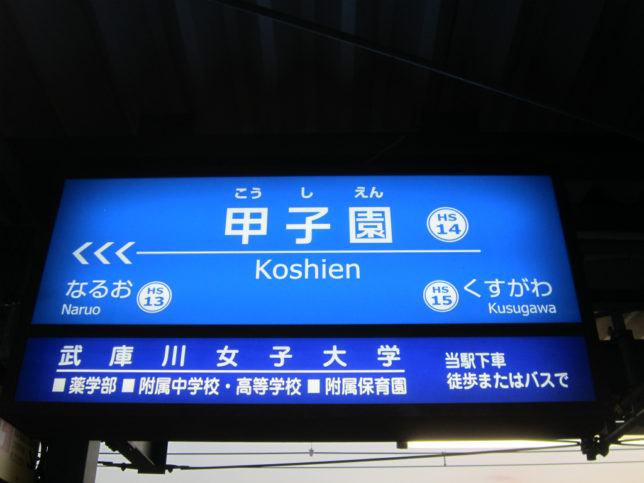 こう し えん
甲子園 HS 14
Koshien
なるお HS 13
Naruo
HS 15 くすがわ
Kusugawa
武庫川女子大学
■薬学部■附属中学校・高等学校■附属保育園
当駅下車
徒歩またはバスで